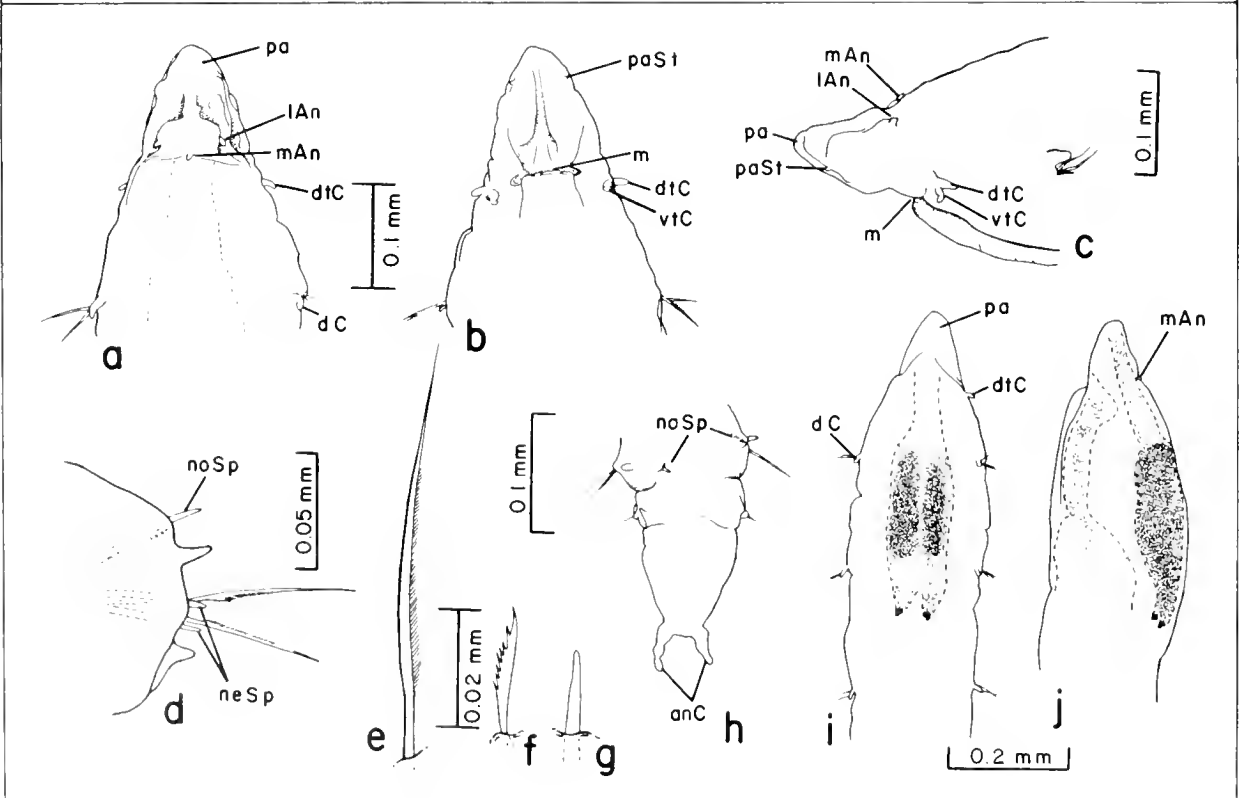 pa
lAn
mAn
dtC
0.1 mm
dC
a
paSt
m
dtC
vtC
b
mAn
lAn
pa
paSt
m
dtC
vtC
0.1 mm
c
noSp
0.05 mm
neSp
d
e
0.02 mm
f
g
0.1 mm
noSp
anC
h
pa
dtC
dC
i
mAn
j
0.2 mm